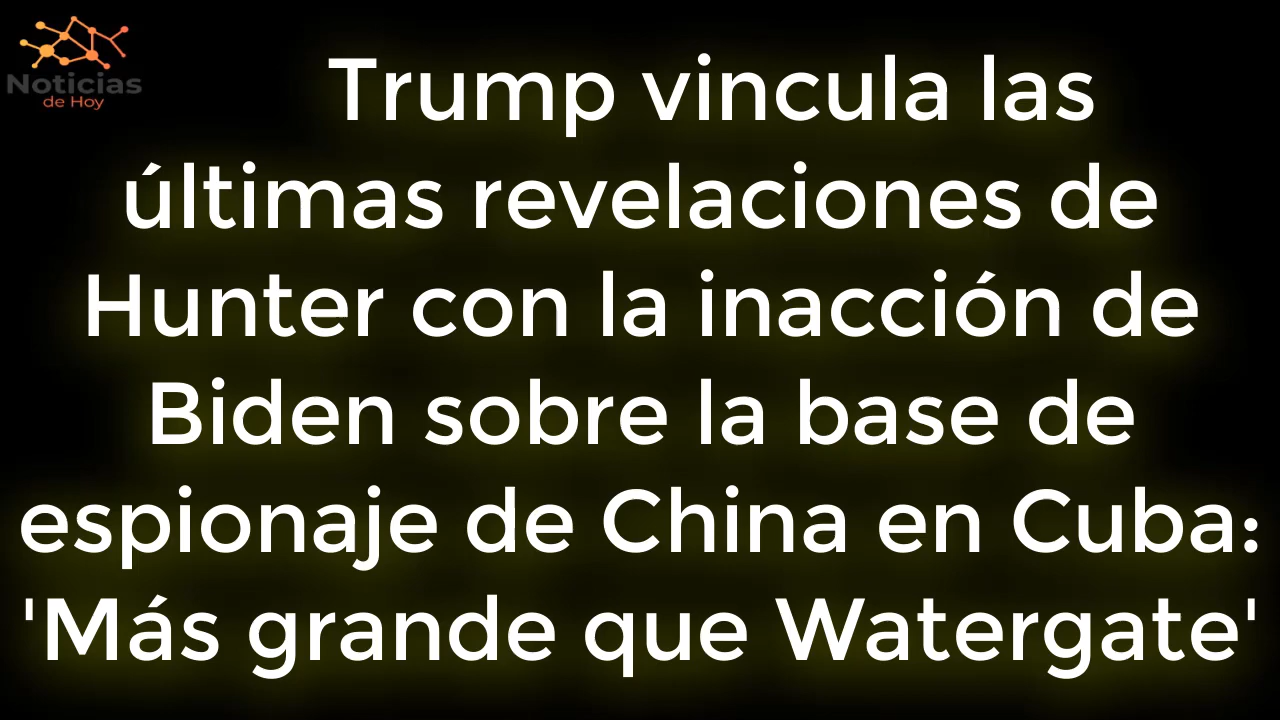 Noticias
de Hoy
Trump vincula las
últimas revelaciones de
Hunter con la inacción de
Biden sobre la base de
espionaje de China en Cuba:
'Más grande que Watergate'